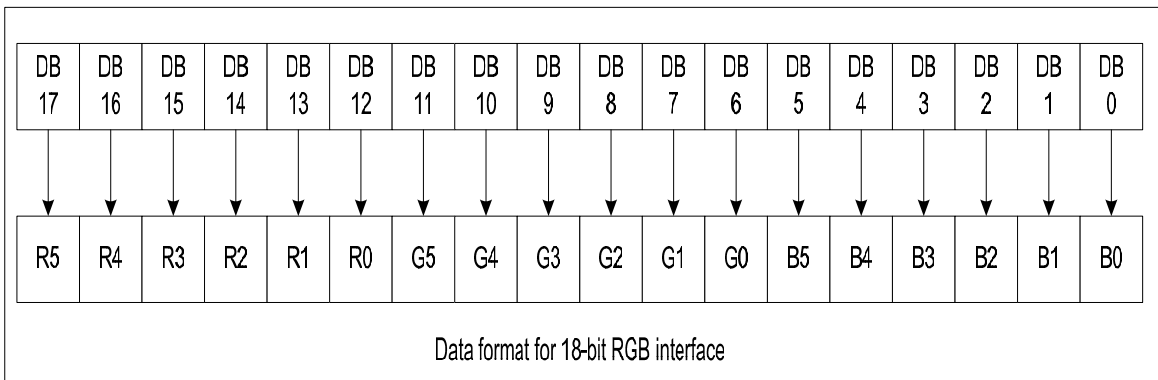 DB DB DB DB DB DB DB DB DB DB DB DB DB DB DB DB DB DB
17 16 15 14 13 12 11 10 9 8 7 6 5 4 3 2 1 0
R5 R4 R3 R2 R1 R0 G5 G4 G3 G2 G1 G0 B5 B4 B3 B2 B1 B0
Data format for 18-bit RGB interface